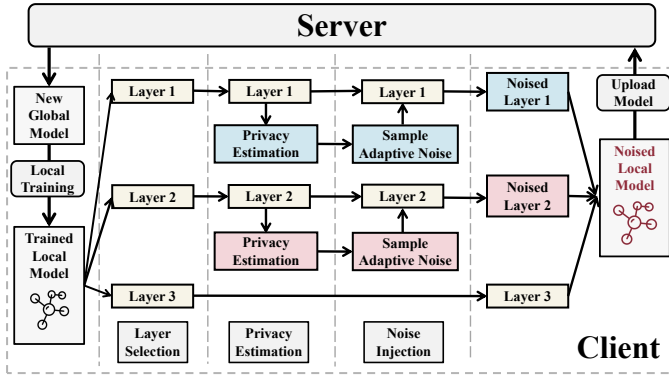 Server
New
Global
Model
Local
Training
Trained
Local
Model
Layer 1
Layer 1
Layer 1
Noised
Layer 1
Privacy
Estimation
Sample
Adaptive Noise
Layer 2
Layer 2
Layer 2
Noised
Layer 2
Privacy
Estimation
Sample
Adaptive Noise
Layer 3
Layer 3
Upload
Model
Noised
Local
Model
Layer
Selection
Privacy
Estimation
Noise
Injection
Client